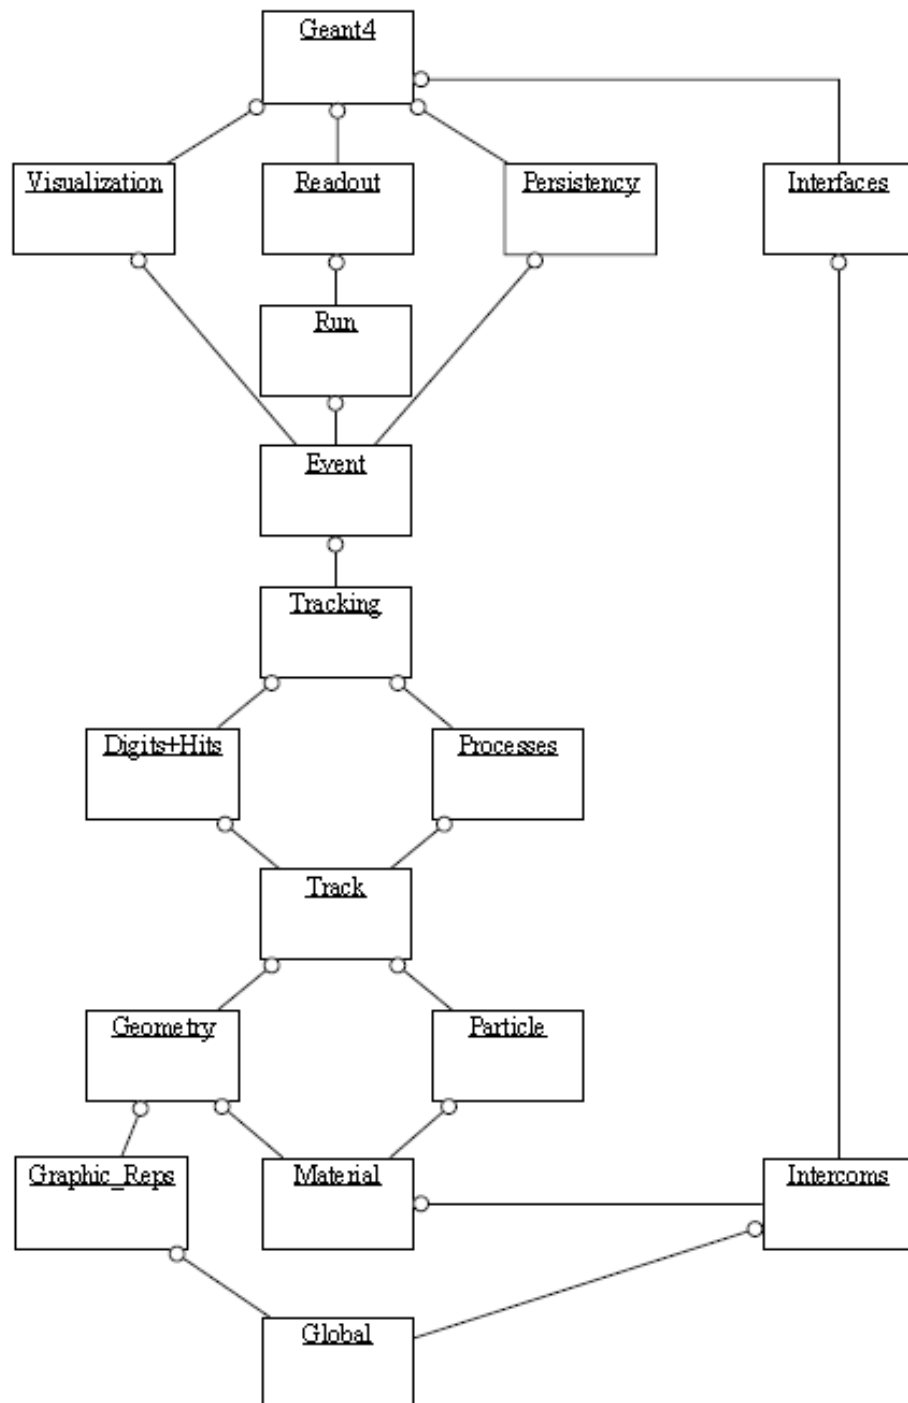 Geant4
Visualization
Readout
Persistency
Interfaces
Run
Event
Tracking
Digits+Hits
Processes
Track
Geometry
Particle
Graphic_Reps
Material
Intercoms
Global